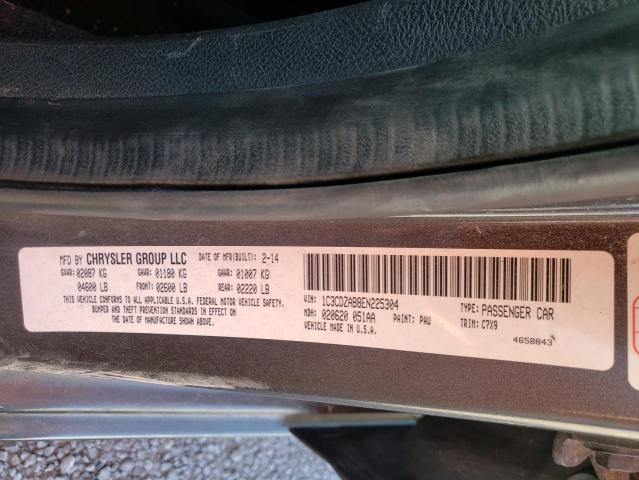 MFD BY CHRYSLER GROUP LLC DATE OF MFR(BUILT): 2-14
GAWR: 02087 KG GAWR: 01180 KG GAWR: 01007 KG
04600 LB FRONT: 02600 LB REAR: 02220 LB
THIS VEHICLE CONFORMS TO ALL APPLICABLE U.S.A. FEDERAL MOTOR VEHICLE SAFETY,
BUMPER AND THEFT PREVENTION STANDARDS IN EFFECT ON
THE DATE OF MANUFACTURE SHOWN ABOVE.
VIN: 1C3CDZAB8EN225304 TYPE: PASSENGER CAR
MDH: 020620 051AA PAINT: PAU TRIM: C7X9
VEHICLE MADE IN U.S.A. 4658843